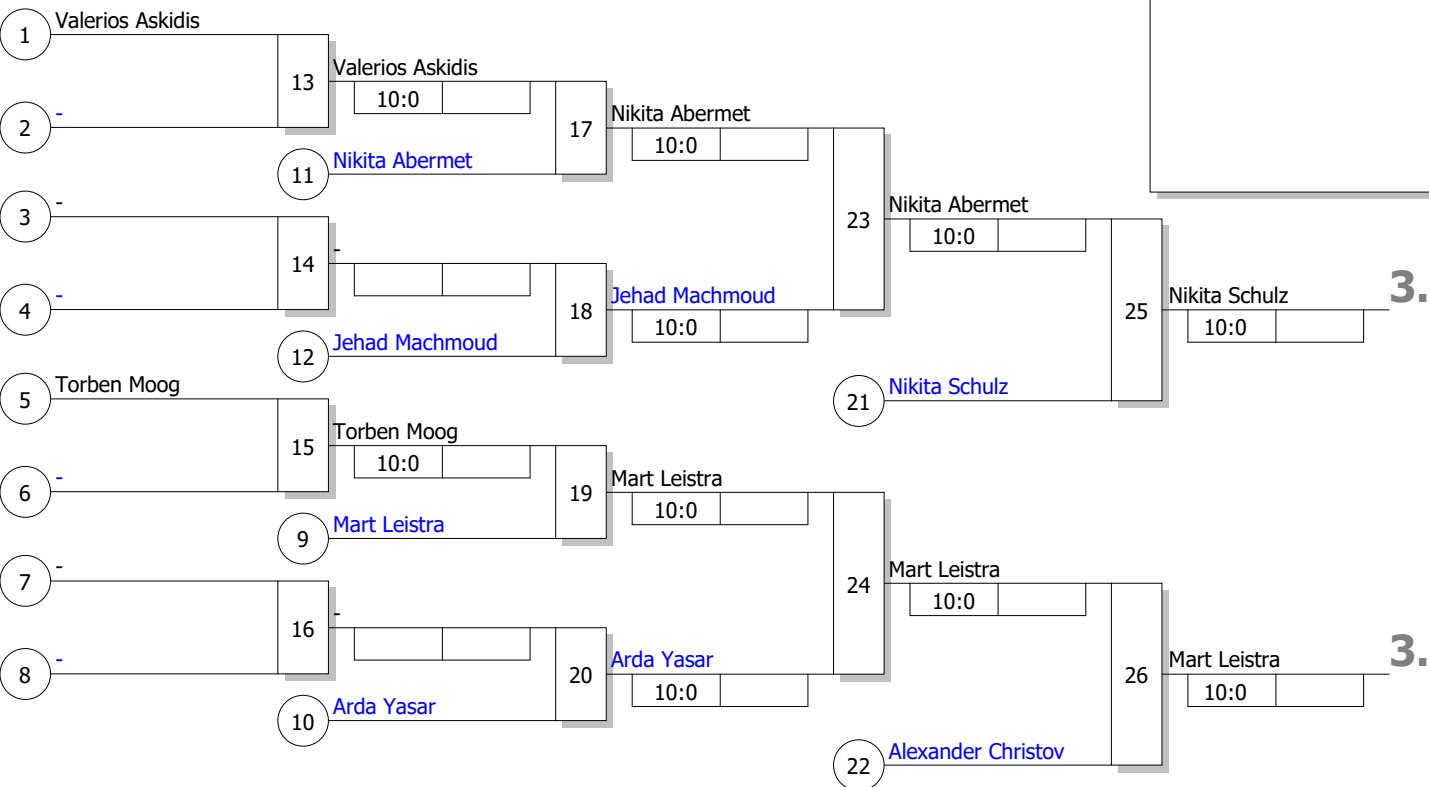 1 Valerios Askidis
13 Valerios Askidis
10:0
2 -
17 Nikita Abermet
10:0
11 Nikita Abermet
3 -
23 Nikita Abermet
10:0
14 -
4 -
18 Jehad Machmoud
10:0
12 Jehad Machmoud
25 Nikita Schulz 3.
10:0
5 Torben Moog
21 Nikita Schulz
15 Torben Moog
10:0
6 -
19 Mart Leistra
10:0
9 Mart Leistra
7 -
24 Mart Leistra
10:0
16 -
8 -
20 Arda Yasar
10:0
10 Arda Yasar
26 Mart Leistra 3.
10:0
22 Alexander Christov